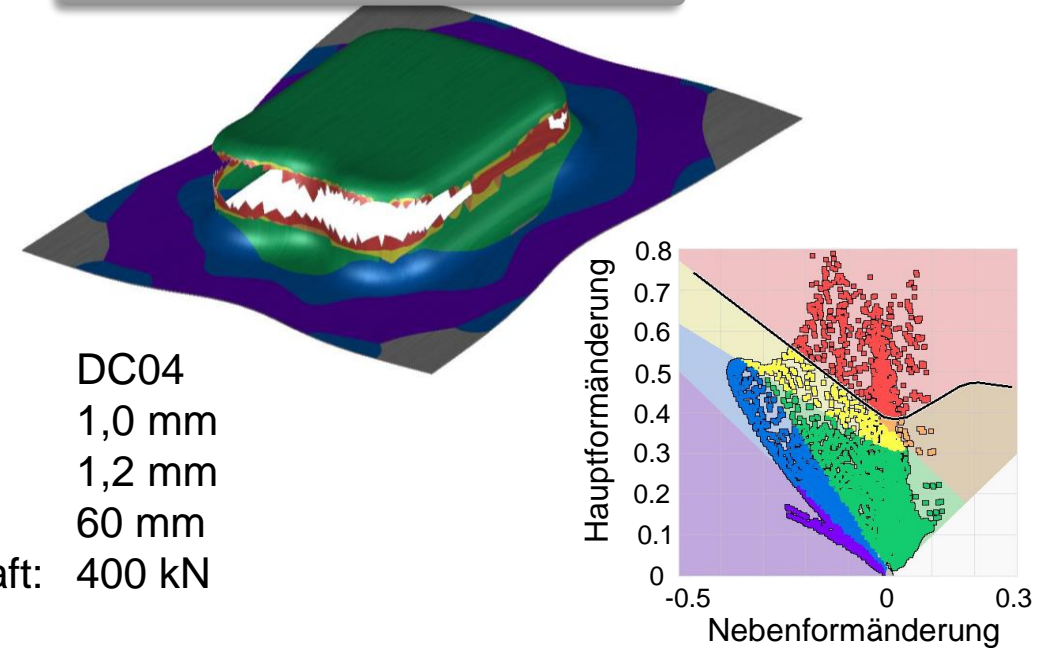 DC04
1,0 mm
1,2 mm
60 mm
aft: 400 kN
Hauptformänderung
0.8
0.7
0.6
0.5
0.4
0.3
0.2
0.1
0
-0.5 0 0.3
Nebenformänderung